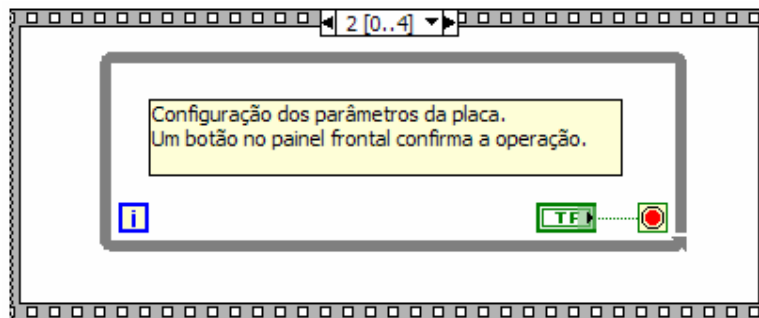 2 [0..4]
Configuração dos parâmetros da placa.
Um botão no painel frontal confirma a operação.
i
TF